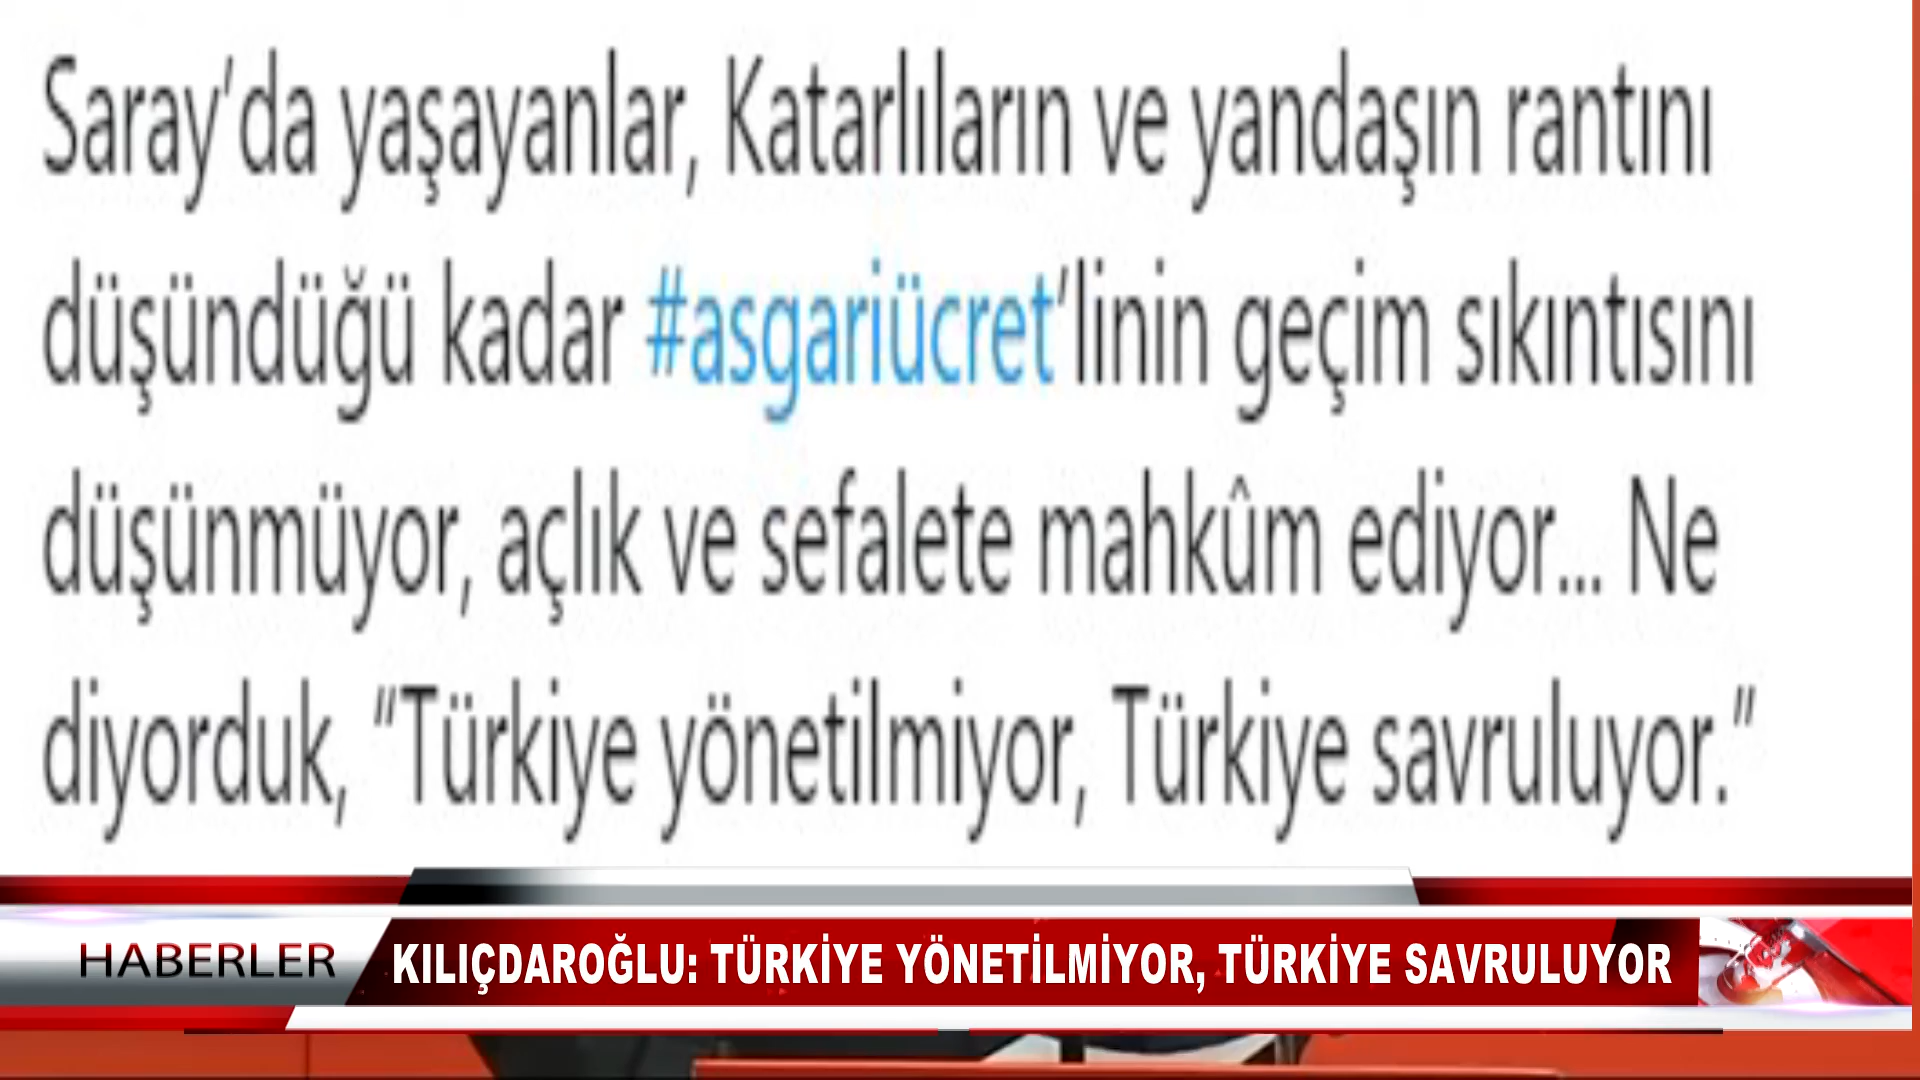 Saray’da yaşayanlar, Katarlıların ve yandaşın rantını
düşündüğü kadar #asgariücret’linin geçim sıkıntısını
düşünmüyor, açlık ve sefalete mahkûm ediyor... Ne
diyorduk, “Türkiye yönetilmiyor, Türkiye savruluyor.”
HABERLER
KILIÇDAROĞLU: TÜRKİYE YÖNETİLMİYOR, TÜRKİYE SAVRULUYOR